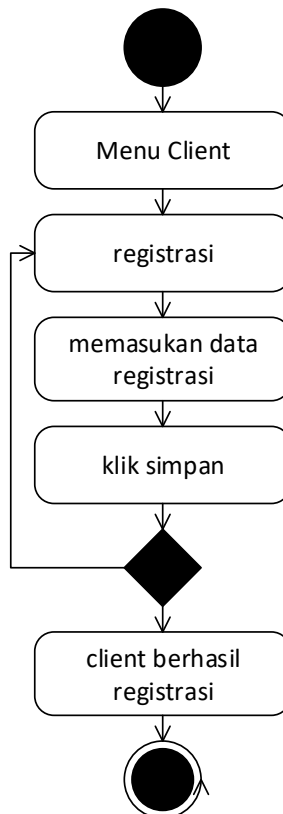 Menu Client
registrasi
memasukan data
registrasi
klik simpan
client berhasil
registrasi